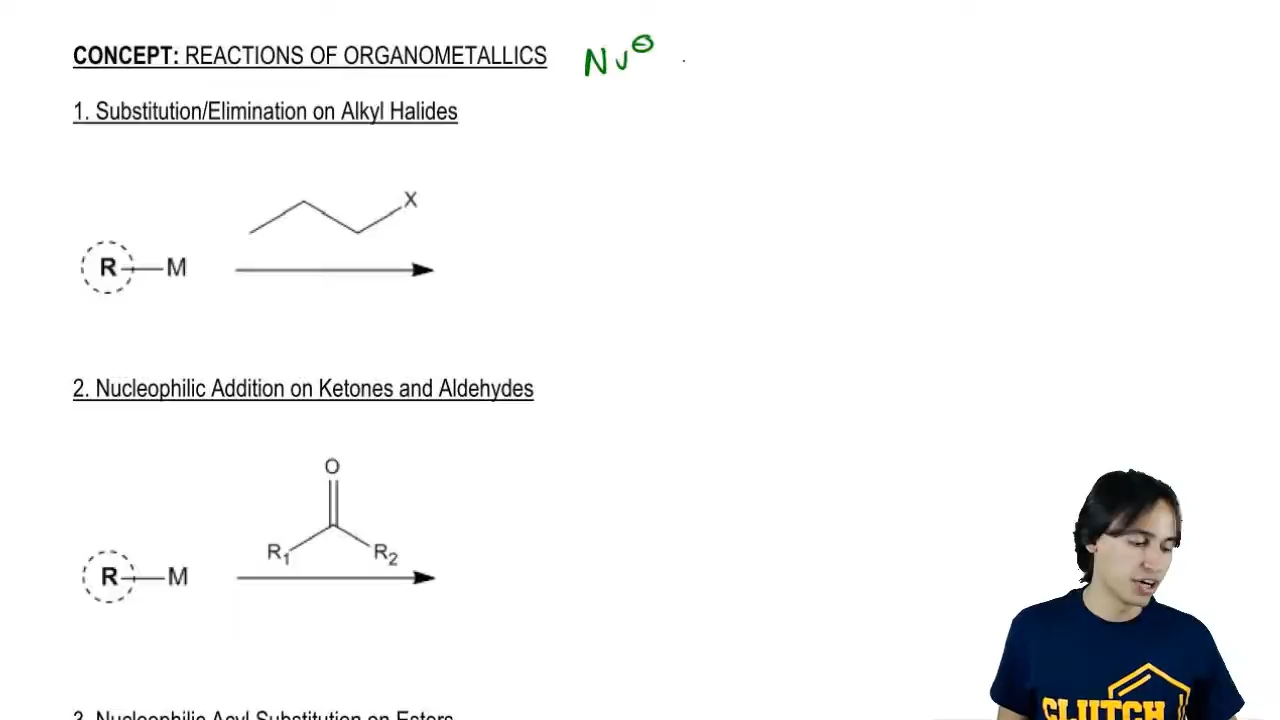 CONCEPT: REACTIONS OF ORGANOMETALLICS Nu⊖
1. Substitution/Elimination on Alkyl Halides
X
R—M
2. Nucleophilic Addition on Ketones and Aldehydes
O
R₁ R₂
R—M
3. Nucleophilic Acyl Substitution on Esters
CLUTCH